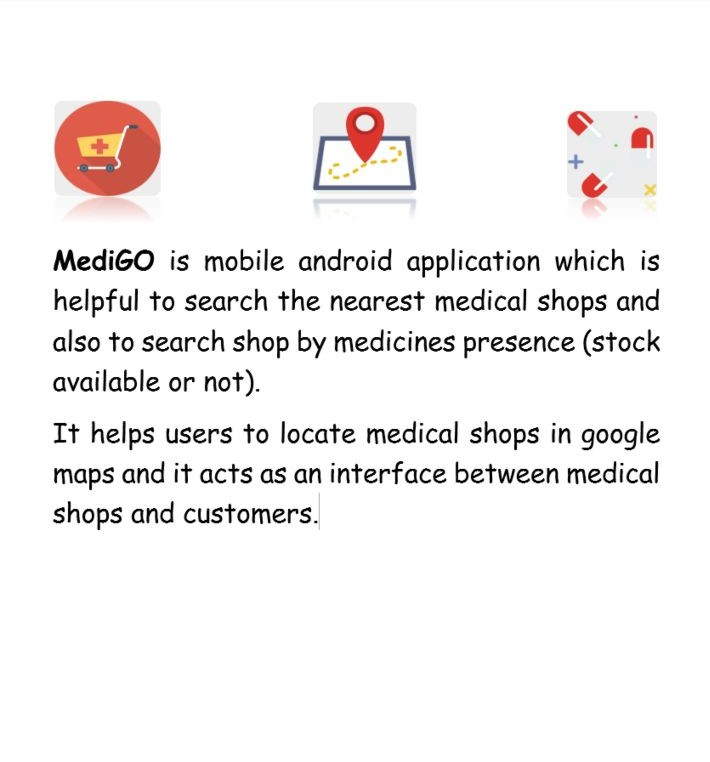 MediGO is mobile android application which is
helpful to search the nearest medical shops and
also to search shop by medicines presence (stock
available or not).
It helps users to locate medical shops in google
maps and it acts as an interface between medical
shops and customers.